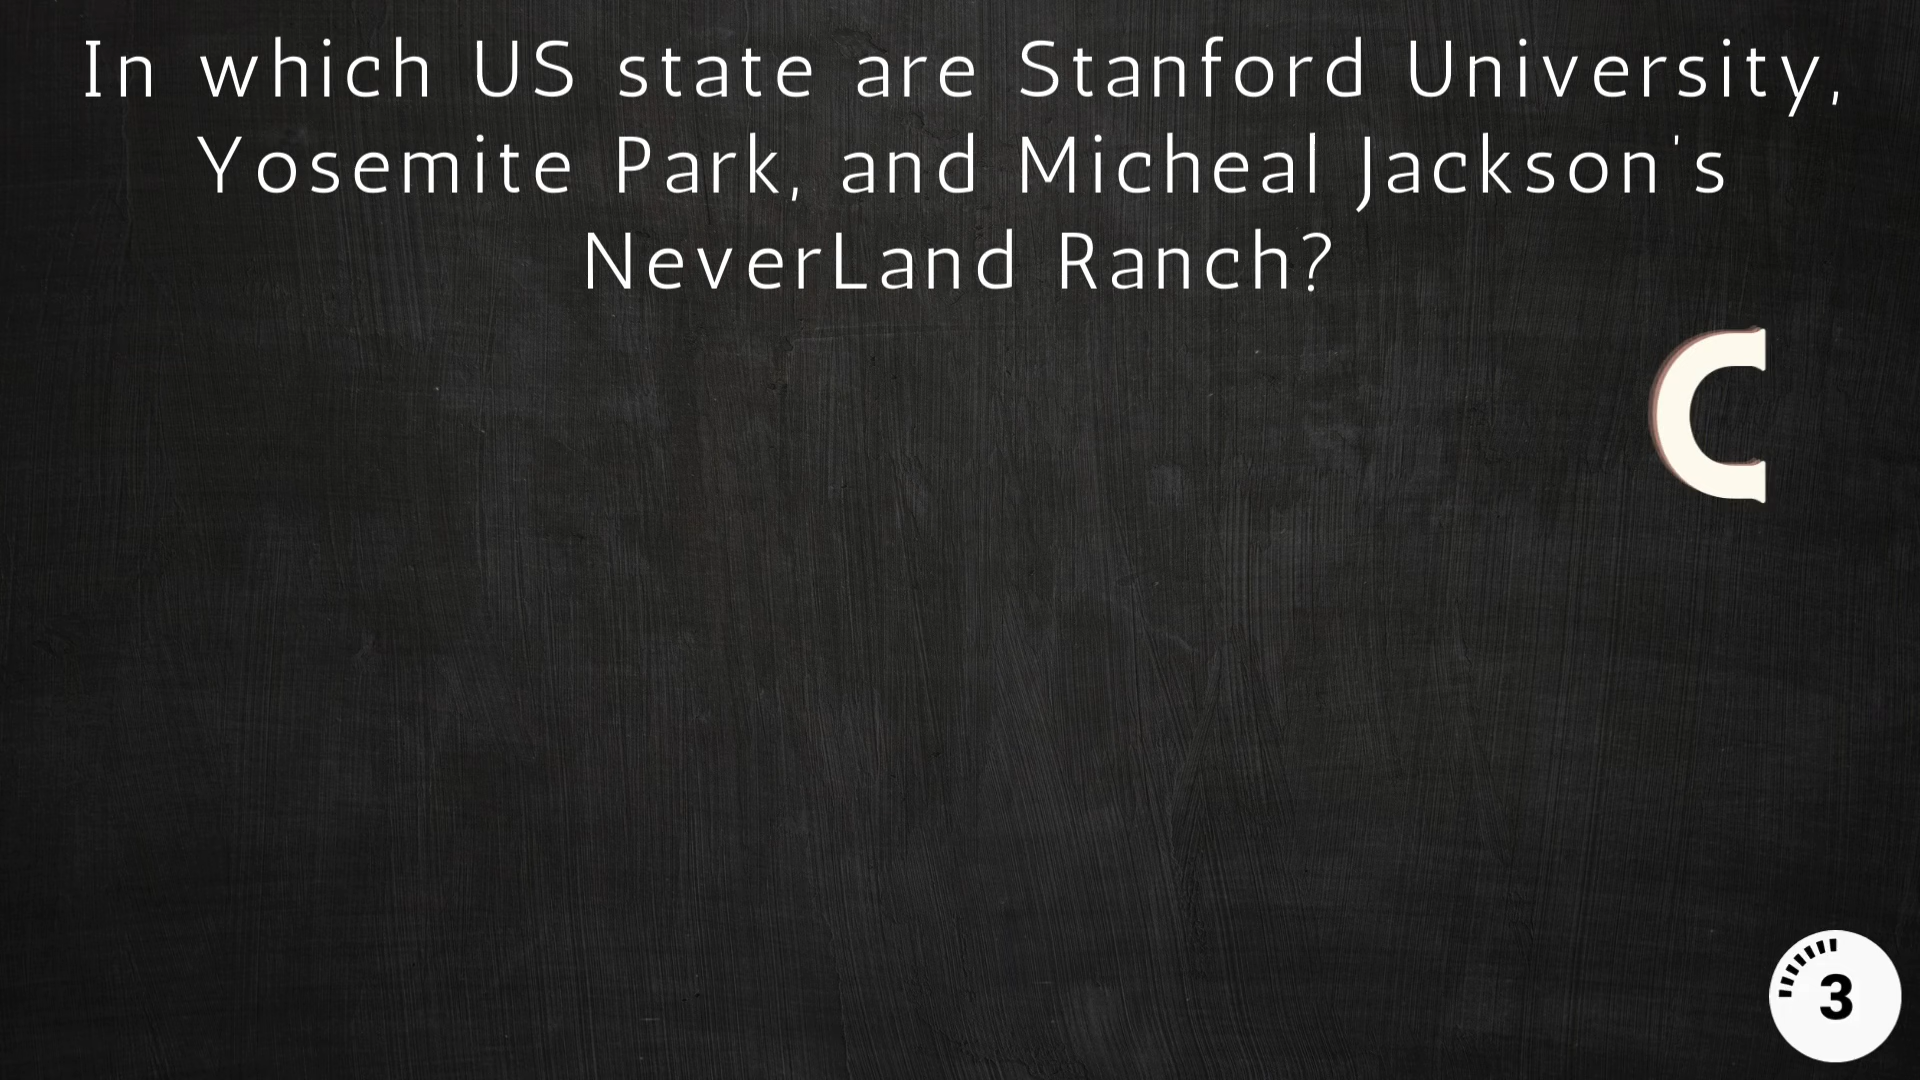 In which US state are Stanford University,
Yosemite Park, and Micheal Jackson's
NeverLand Ranch?
C
3